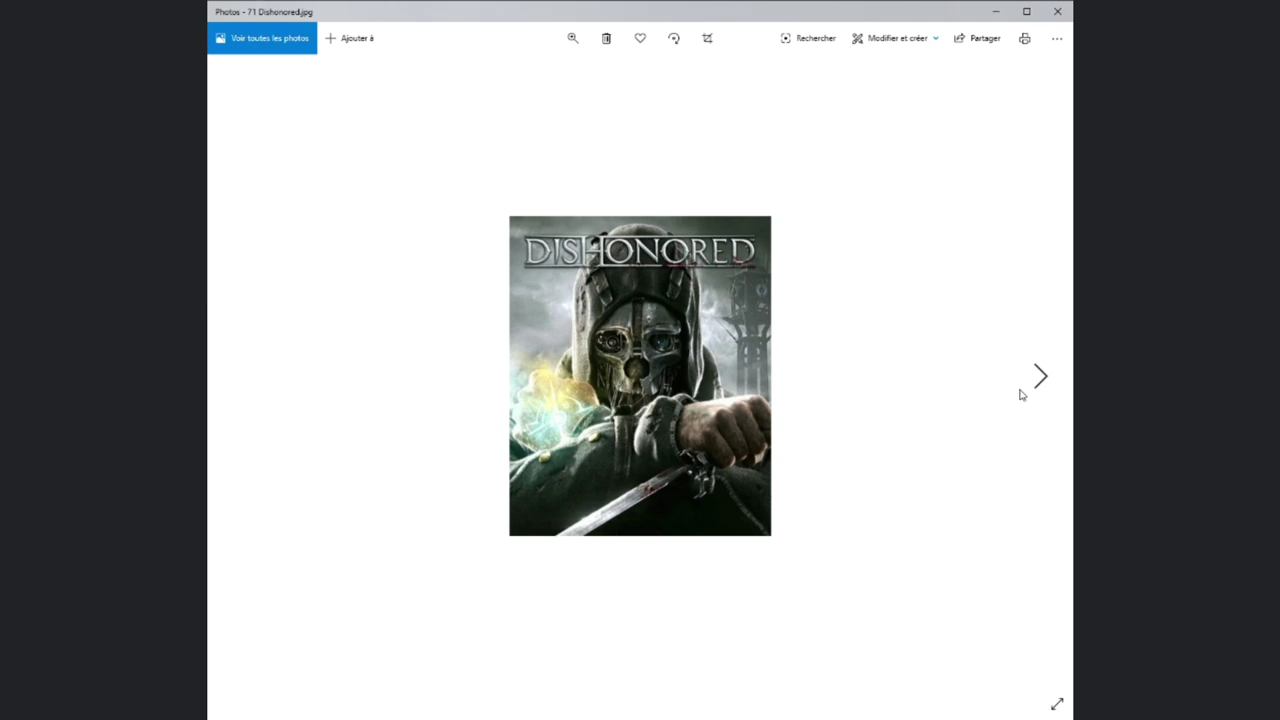 Photos - 71 Dishonored.jpg
Voir toutes les photos
Ajouter à
Rechercher
Modifier et créer
Partager
DISHONORED